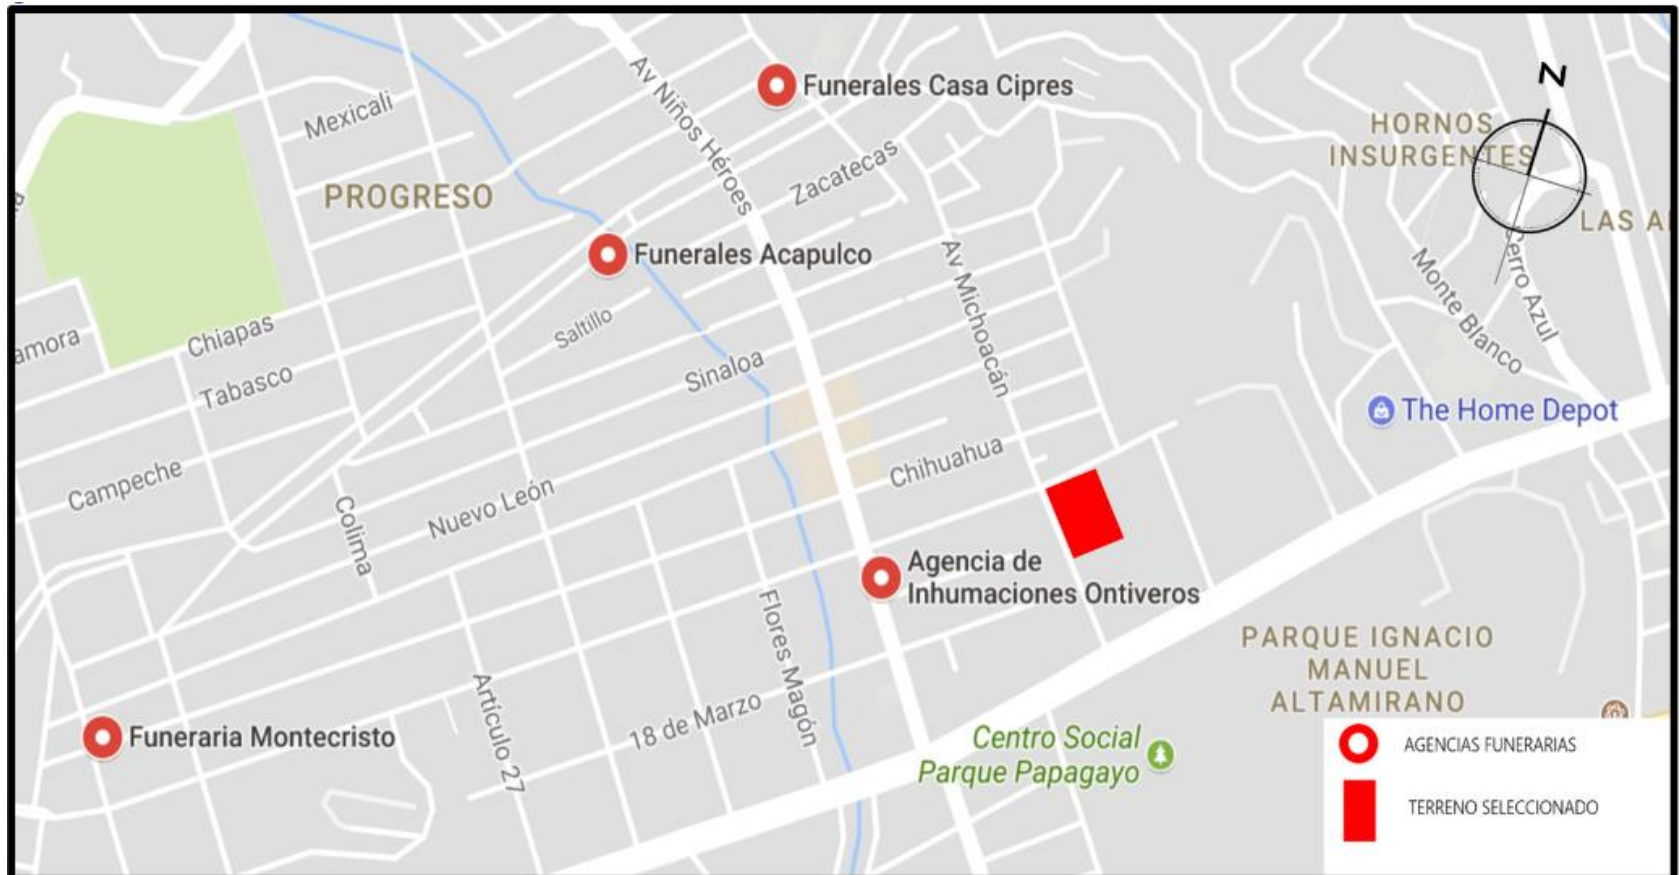 Funerales Casa Cipres
Av Niños Héroes
Mexicali
N
HORNOS
INSURGENTES
Zacatecas
PROGRESO
LAS A
Funerales Acapulco
Av Michoacán
Cerro Azul
Monte Blanco
Saltillo
Chiapas
amora
Sinaloa
Tabasco
The Home Depot
Chihuahua
Campeche
Nuevo León
Colima
Agencia de
Inhumaciones Ontiveros
Flores Magón
PARQUE IGNACIO
MANUEL
ALTAMIRANO
Artículo 27
18 de Marzo
Funeraria Montecristo
Centro Social
Parque Papagayo
AGENCIAS FUNERARIAS
TERRENO SELECCIONADO